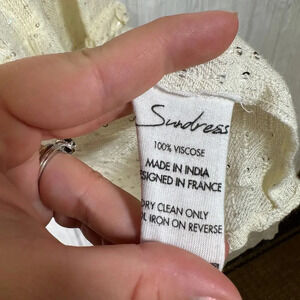 Sundress
100% VISCOSE
MADE IN INDIA
DESIGNED IN FRANCE
DRY CLEAN ONLY
IRON ON REVERSE